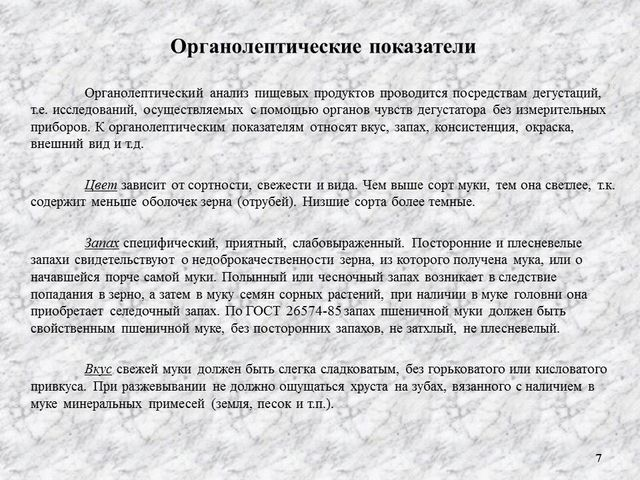 Органолептические показатели
Органолептический анализ пищевых продуктов проводится посредствам дегустаций,
т.е. исследований, осуществляемых с помощью органов чувств дегустатора без измерительных
приборов. К органолептическим показателям относят вкус, запах, консистенция, окраска,
внешний вид и т.д.
Цвет зависит от сортности, свежести и вида. Чем выше сорт муки, тем она светлее, т.к.
содержит меньше оболочек зерна (отрубей). Низшие сорта более темные.
Запах специфический, приятный, слабовыраженный. Посторонние и плесневелые
запахи свидетельствуют о недоброкачественности зерна, из которого получена мука, или о
начавшейся порче самой муки. Полынный или чесночный запах возникает в следствие
попадания в зерно, а затем в муку семян сорных растений, при наличии в муке головни она
приобретает селедочный запах. По ГОСТ 26574-85 запах пшеничной муки должен быть
свойственным пшеничной муке, без посторонних запахов, не затхлый, не плесневелый.
Вкус свежей муки должен быть слегка сладковатым, без горьковатого или кисловатого
привкуса. При разжевывании не должно ощущаться хруста на зубах, вязанного с наличием в
муке минеральных примесей (земля, песок и т.п.).
7